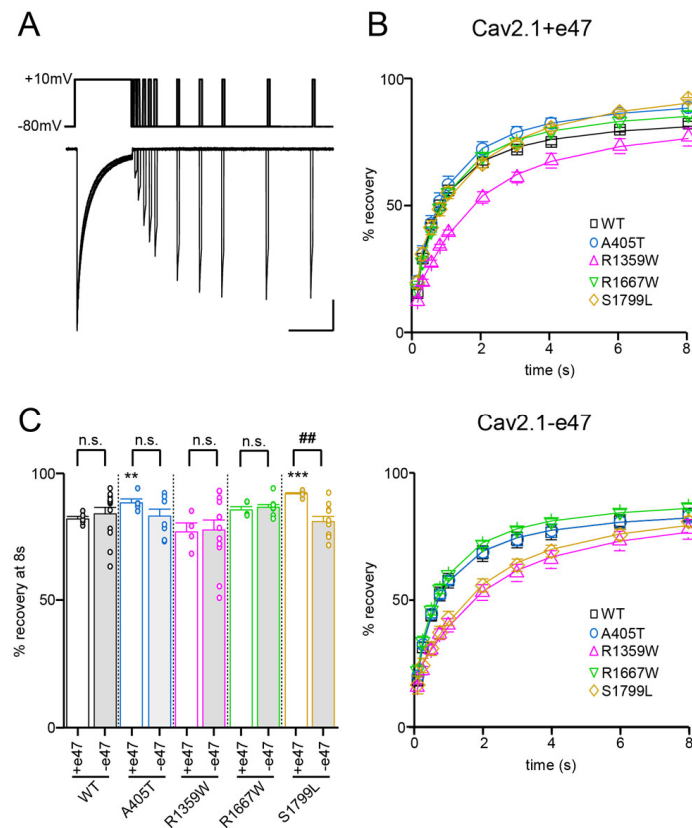 A
+10mV
-80mV
B
Cav2.1+e47
100
50
0
% recovery
WT
A405T
R1359W
R1667W
S1799L
0 2 4 6 8
time (s)
C
n.s. n.s. n.s. n.s. ##
** ***
100
50
0
% recovery at 8s
+e47 -e47 +e47 -e47 +e47 -e47 +e47 -e47 +e47 -e47
WT A405T R1359W R1667W S1799L
Cav2.1-e47
100
50
0
% recovery
WT
A405T
R1359W
R1667W
S1799L
0 2 4 6 8
time (s)